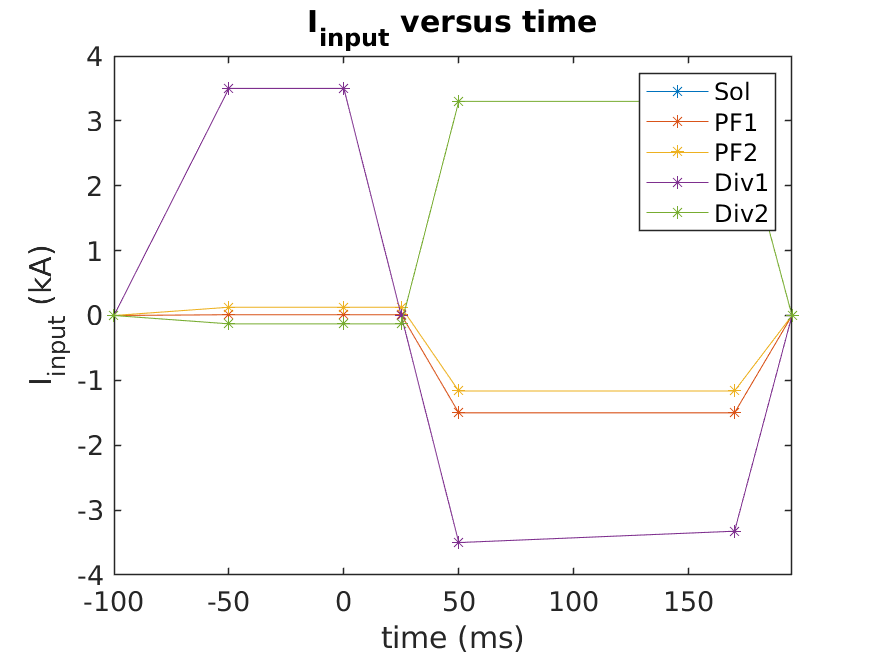 I_input versus time
4
3
2
1
0
-1
-2
-3
-4
I_input (kA)
Sol
PF1
PF2
Div1
Div2
-100 -50 0 50 100 150
time (ms)